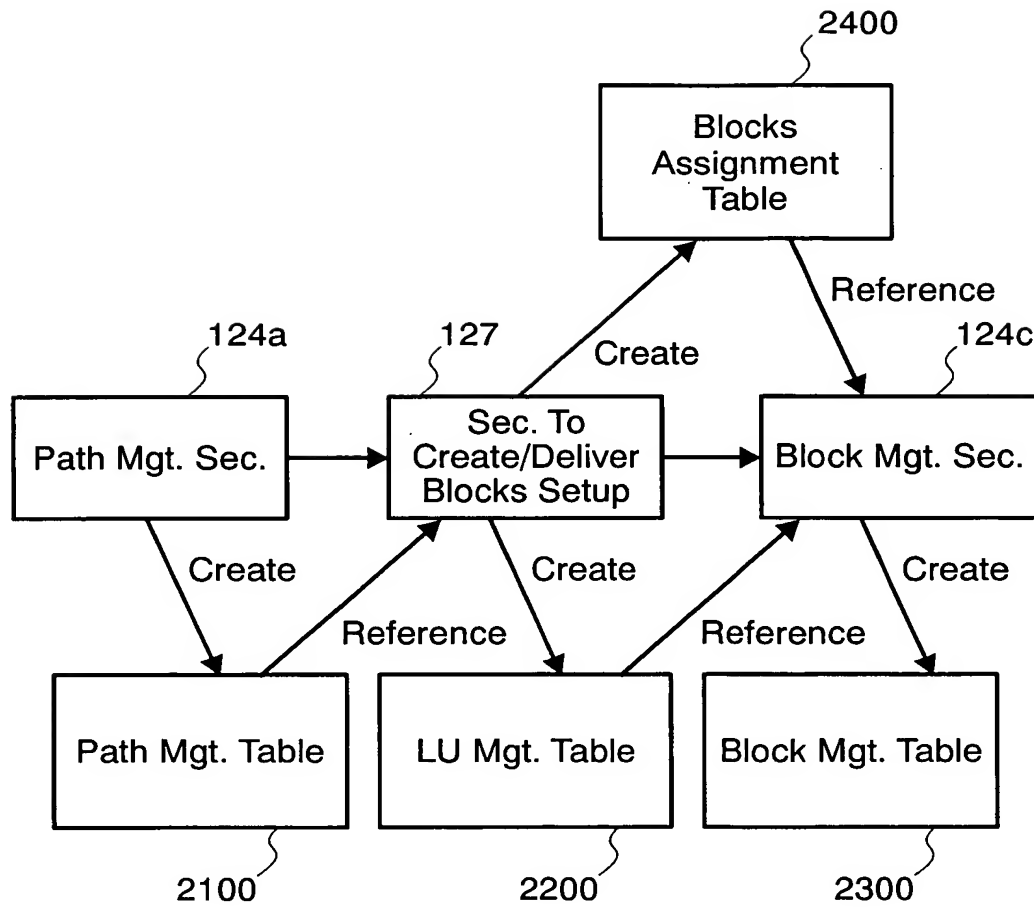 2400
Blocks
Assignment
Table
Reference
124a
127
124c
Create
Path Mgt. Sec.
Sec. To
Create/Deliver
Blocks Setup
Block Mgt. Sec.
Create
Create
Create
Reference
Reference
Path Mgt. Table
LU Mgt. Table
Block Mgt. Table
2100
2200
2300